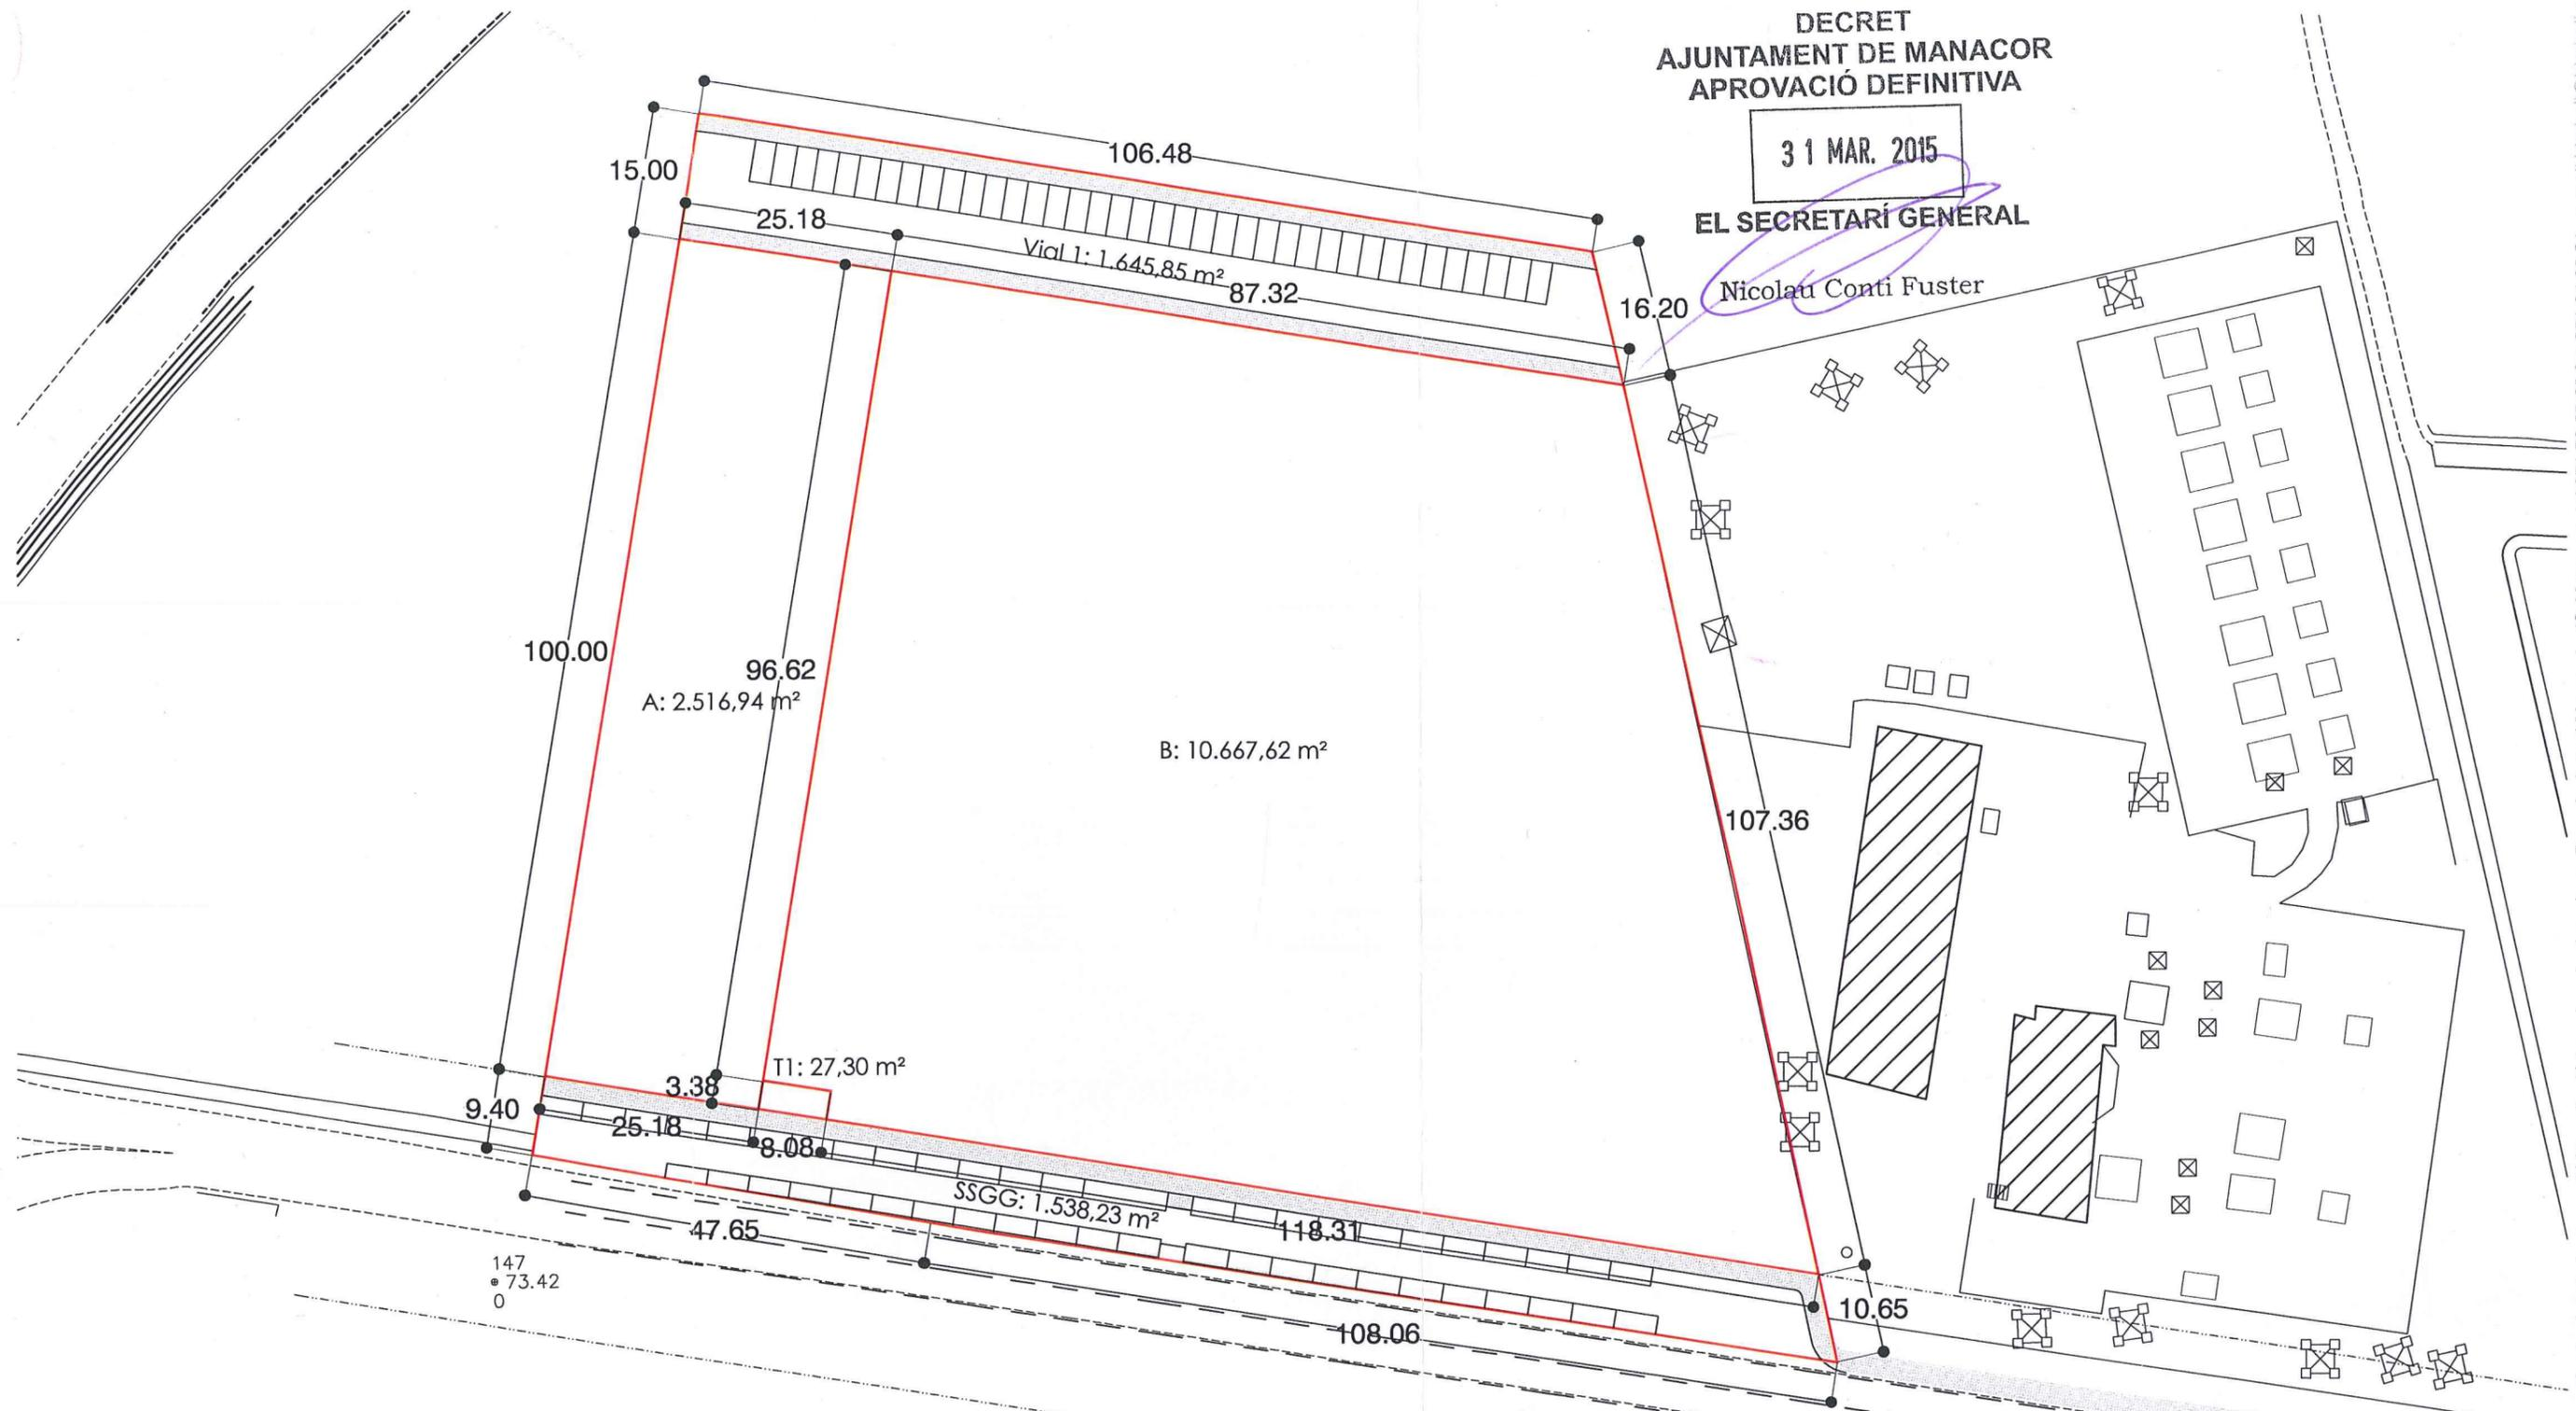 DECRET
AJUNTAMENT DE MANACOR
APROVACIÓ DEFINITIVA
31 MAR. 2015
EL SECRETARÍ GENERAL
Nicolau Conti Fuster
106.48
15.00
25.18
Vial 1: 1.645,85 m²
87.32
16.20
100.00
96.62
A: 2.516,94 m²
B: 10.667,62 m²
107.36
T1: 27,30 m²
3.38
9.40
25.18
8.08
SSGG: 1.538,23 m²
118.31
47.65
147
73.42
0
108.06
10.65